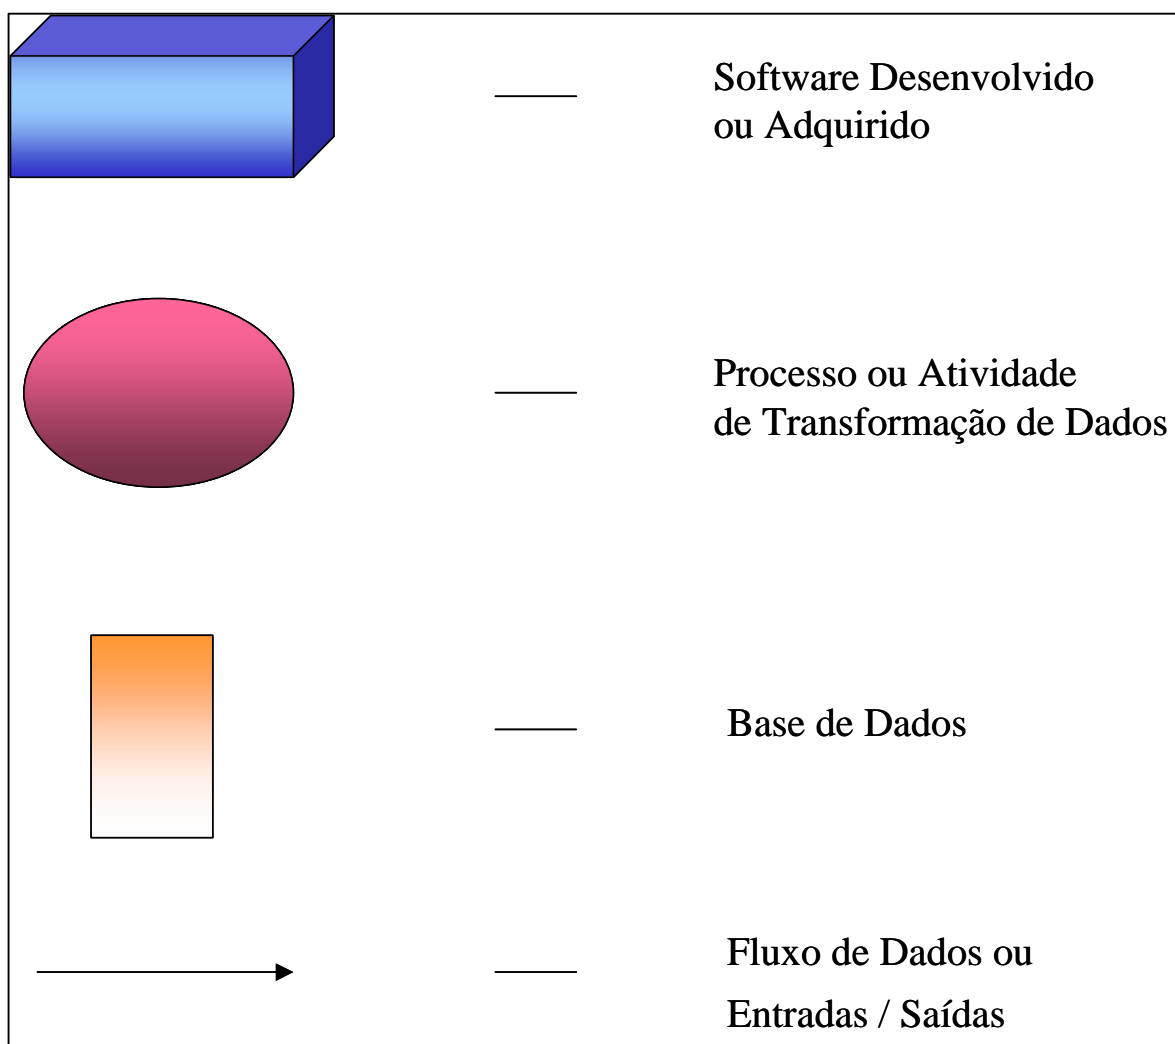 Software Desenvolvido
ou Adquirido
Processo ou Atividade
de Transformação de Dados
Base de Dados
Fluxo de Dados ou
Entradas / Saídas